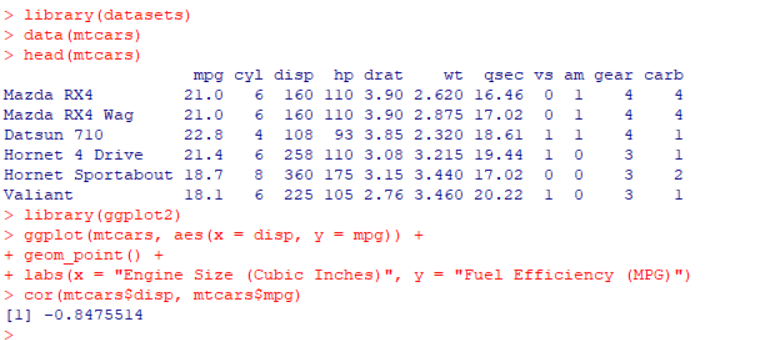 > library(datasets)
> data(mtcars)
> head(mtcars)
                   mpg cyl disp  hp drat    wt  qsec vs am gear carb
Mazda RX4         21.0   6  160 110 3.90 2.620 16.46  0  1    4    4
Mazda RX4 Wag     21.0   6  160 110 3.90 2.875 17.02  0  1    4    4
Datsun 710        22.8   4  108  93 3.85 2.320 18.61  1  1    4    1
Hornet 4 Drive    21.4   6  258 110 3.08 3.215 19.44  1  0    3    1
Hornet Sportabout 18.7   8  360 175 3.15 3.440 17.02  0  0    3    2
Valiant           18.1   6  225 105 2.76 3.460 20.22  1  0    3    1
> library(ggplot2)
> ggplot(mtcars, aes(x = disp, y = mpg)) +
+ geom_point() +
+ labs(x = "Engine Size (Cubic Inches)", y = "Fuel Efficiency (MPG)")
> cor(mtcars$disp, mtcars$mpg)
[1] -0.8475514
>